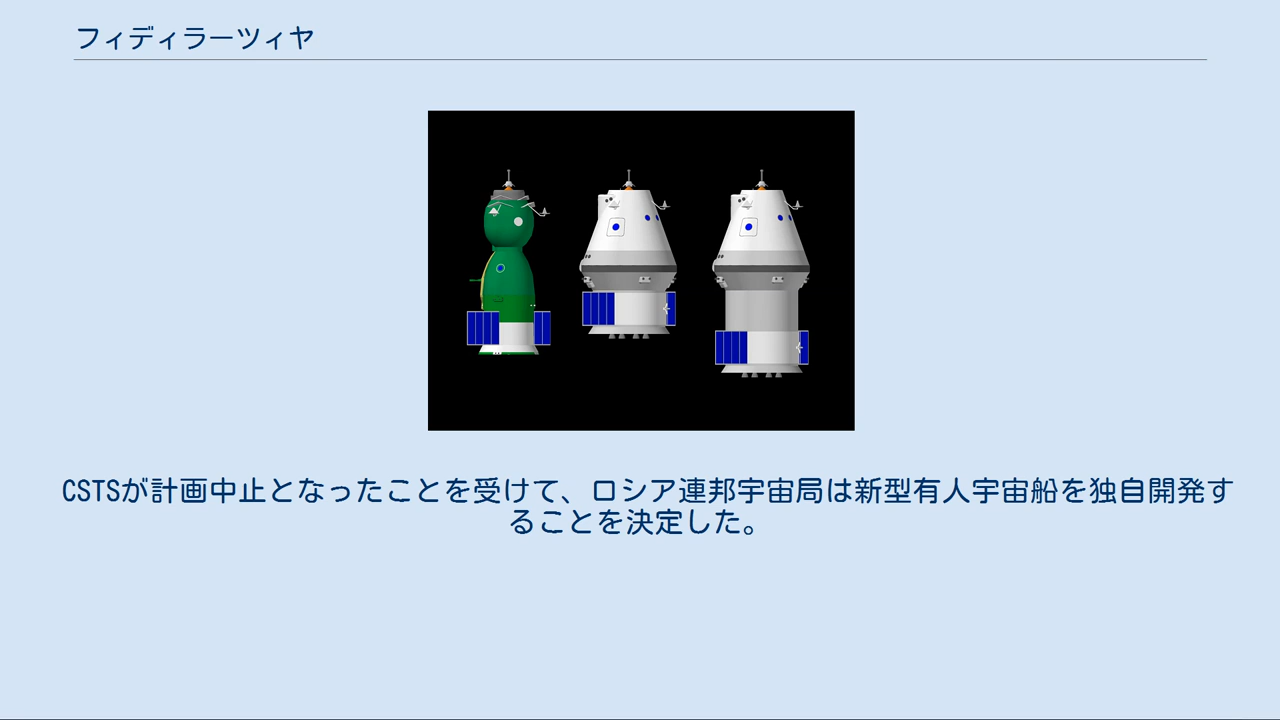 フィディラーツィヤ
CSTSが計画中止となったことを受けて、ロシア連邦宇宙局は新型有人宇宙船を独自開発す
ることを決定した。